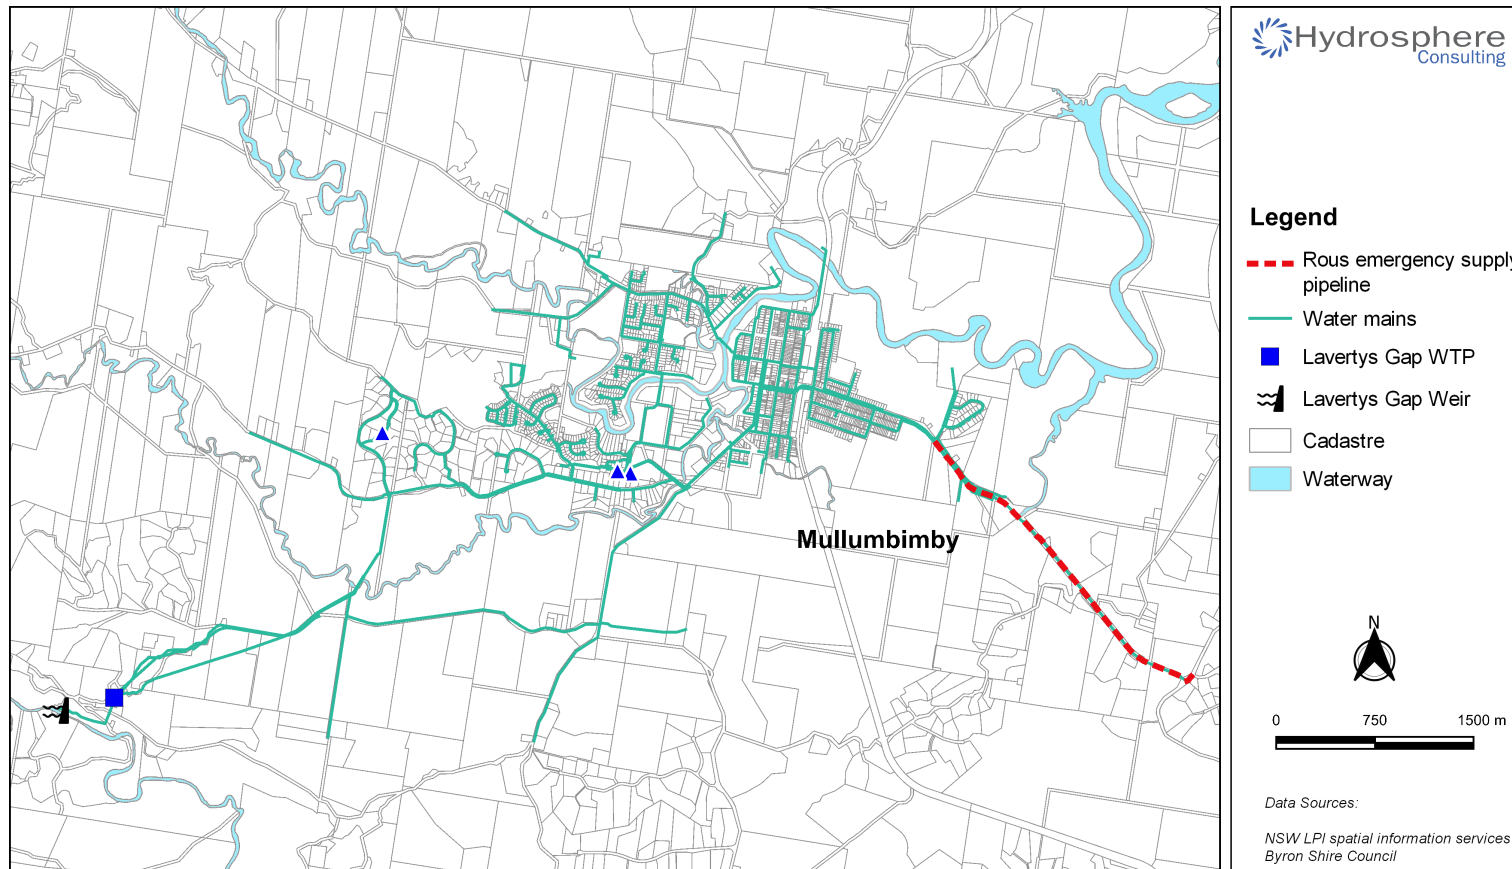 Hydrosphere
Consulting
Legend
Rous emergency supply
pipeline
Water mains
Lavertys Gap WTP
Lavertys Gap Weir
Cadastre
Waterway
Mullumbimby
N
0 750 1500 m
Data Sources:
NSW LPI spatial information services
Byron Shire Council